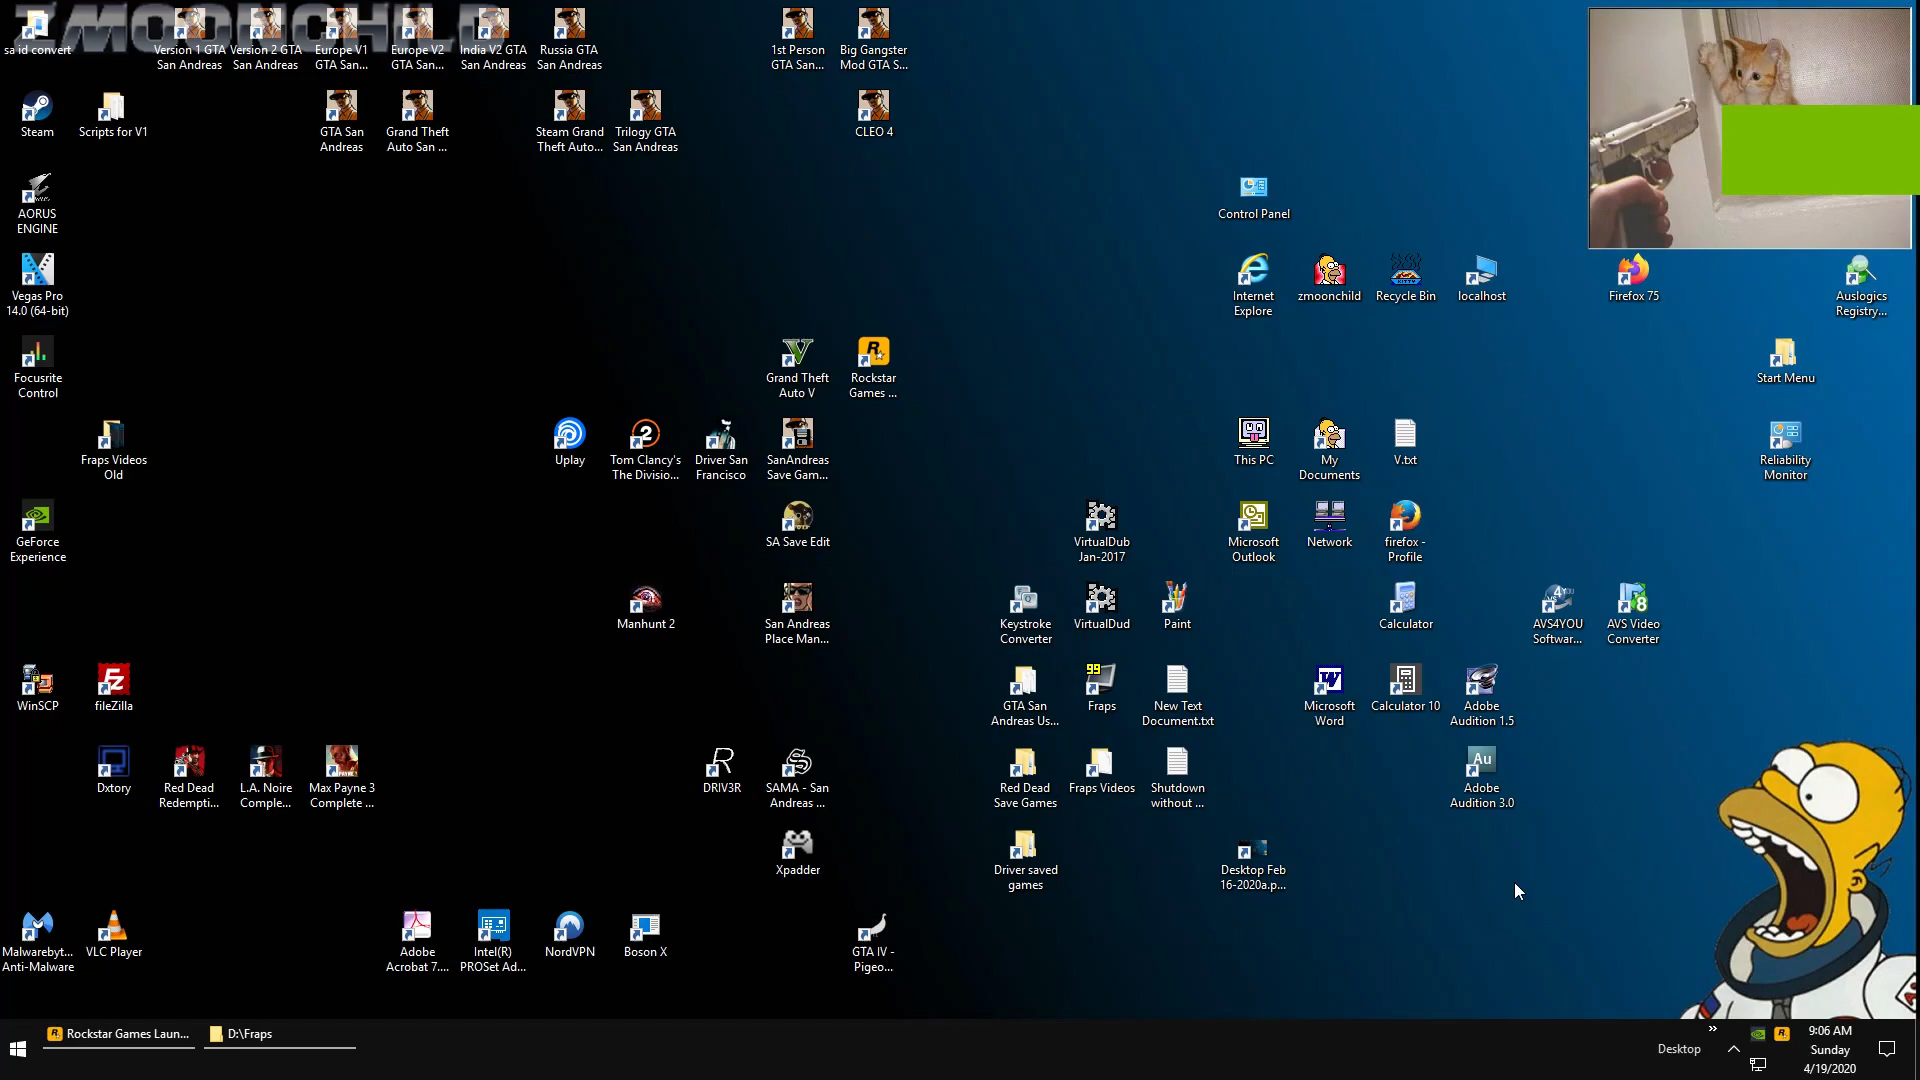 ZMOONCHILD
sa id convert
Version 1 GTA
San Andreas
Version 2 GTA
San Andreas
Europe V1
GTA San...
Europe V2
GTA San...
India V2 GTA
San Andreas
Russia GTA
San Andreas
1st Person
GTA San...
Big Gangster
Mod GTA S...
Steam
Scripts for V1
GTA San
Andreas
Grand Theft
Auto San ...
Steam Grand
Theft Auto...
Trilogy GTA
San Andreas
CLEO 4
AORUS
ENGINE
Control Panel
Vegas Pro
14.0 (64-bit)
Internet
Explore
zmoonchild
Recycle Bin
localhost
Firefox 75
Auslogics
Registry...
Focusrite
Control
Grand Theft
Auto V
Rockstar
Games ...
Start Menu
Fraps Videos
Old
Uplay
Tom Clancy's
The Divisio...
Driver San
Francisco
SanAndreas
Save Gam...
This PC
My
Documents
V.txt
Reliability
Monitor
GeForce
Experience
SA Save Edit
VirtualDub
Jan-2017
Microsoft
Outlook
Network
firefox -
Profile
Manhunt 2
San Andreas
Place Man...
Keystroke
Converter
VirtualDud
Paint
Calculator
AVS4YOU
Softwar...
AVS Video
Converter
WinSCP
fileZilla
GTA San
Andreas Us...
99
Fraps
New Text
Document.txt
Microsoft
Word
Calculator 10
Adobe
Audition 1.5
Dxtory
Red Dead
Redempti...
L.A. Noire
Comple...
Max Payne 3
Complete ...
DRIV3R
SAMA - San
Andreas ...
Red Dead
Save Games
Fraps Videos
Shutdown
without ...
Au
Adobe
Audition 3.0
Xpadder
Driver saved
games
Desktop Feb
16-2020a.p...
Malwarebyt...
Anti-Malware
VLC Player
Adobe
Acrobat 7....
Intel(R)
PROSet Ad...
NordVPN
Boson X
GTA IV -
Pigeo...
Rockstar Games Laun...
D:\Fraps
Desktop
9:06 AM
Sunday
4/19/2020